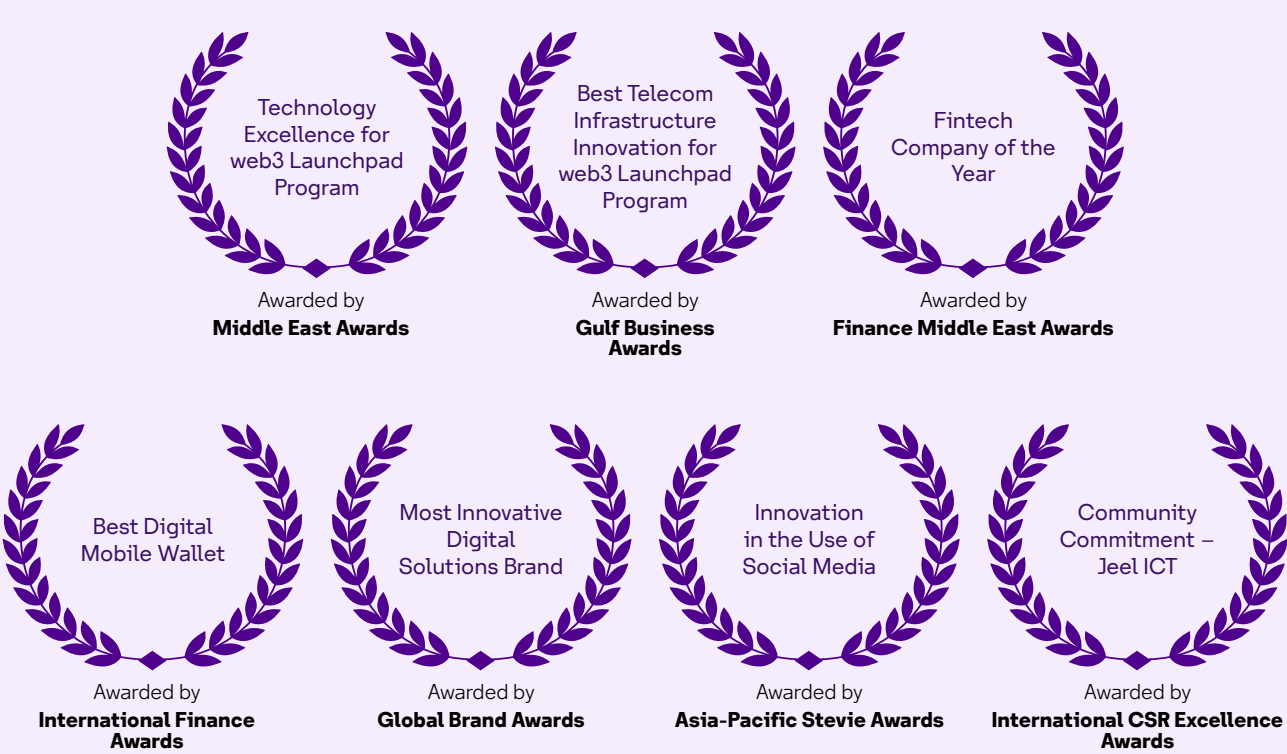 Technology
Excellence for
web3 Launchpad
Program
Awarded by
Middle East Awards
Best Telecom
Infrastructure
Innovation for
web3 Launchpad
Program
Awarded by
Gulf Business
Awards
Fintech
Company of the
Year
Awarded by
Finance Middle East Awards
Best Digital
Mobile Wallet
Awarded by
International Finance
Awards
Most Innovative
Digital
Solutions Brand
Awarded by
Global Brand Awards
Innovation
in the Use of
Social Media
Awarded by
Asia-Pacific Stevie Awards
Community
Commitment –
Jeel ICT
Awarded by
International CSR Excellence
Awards